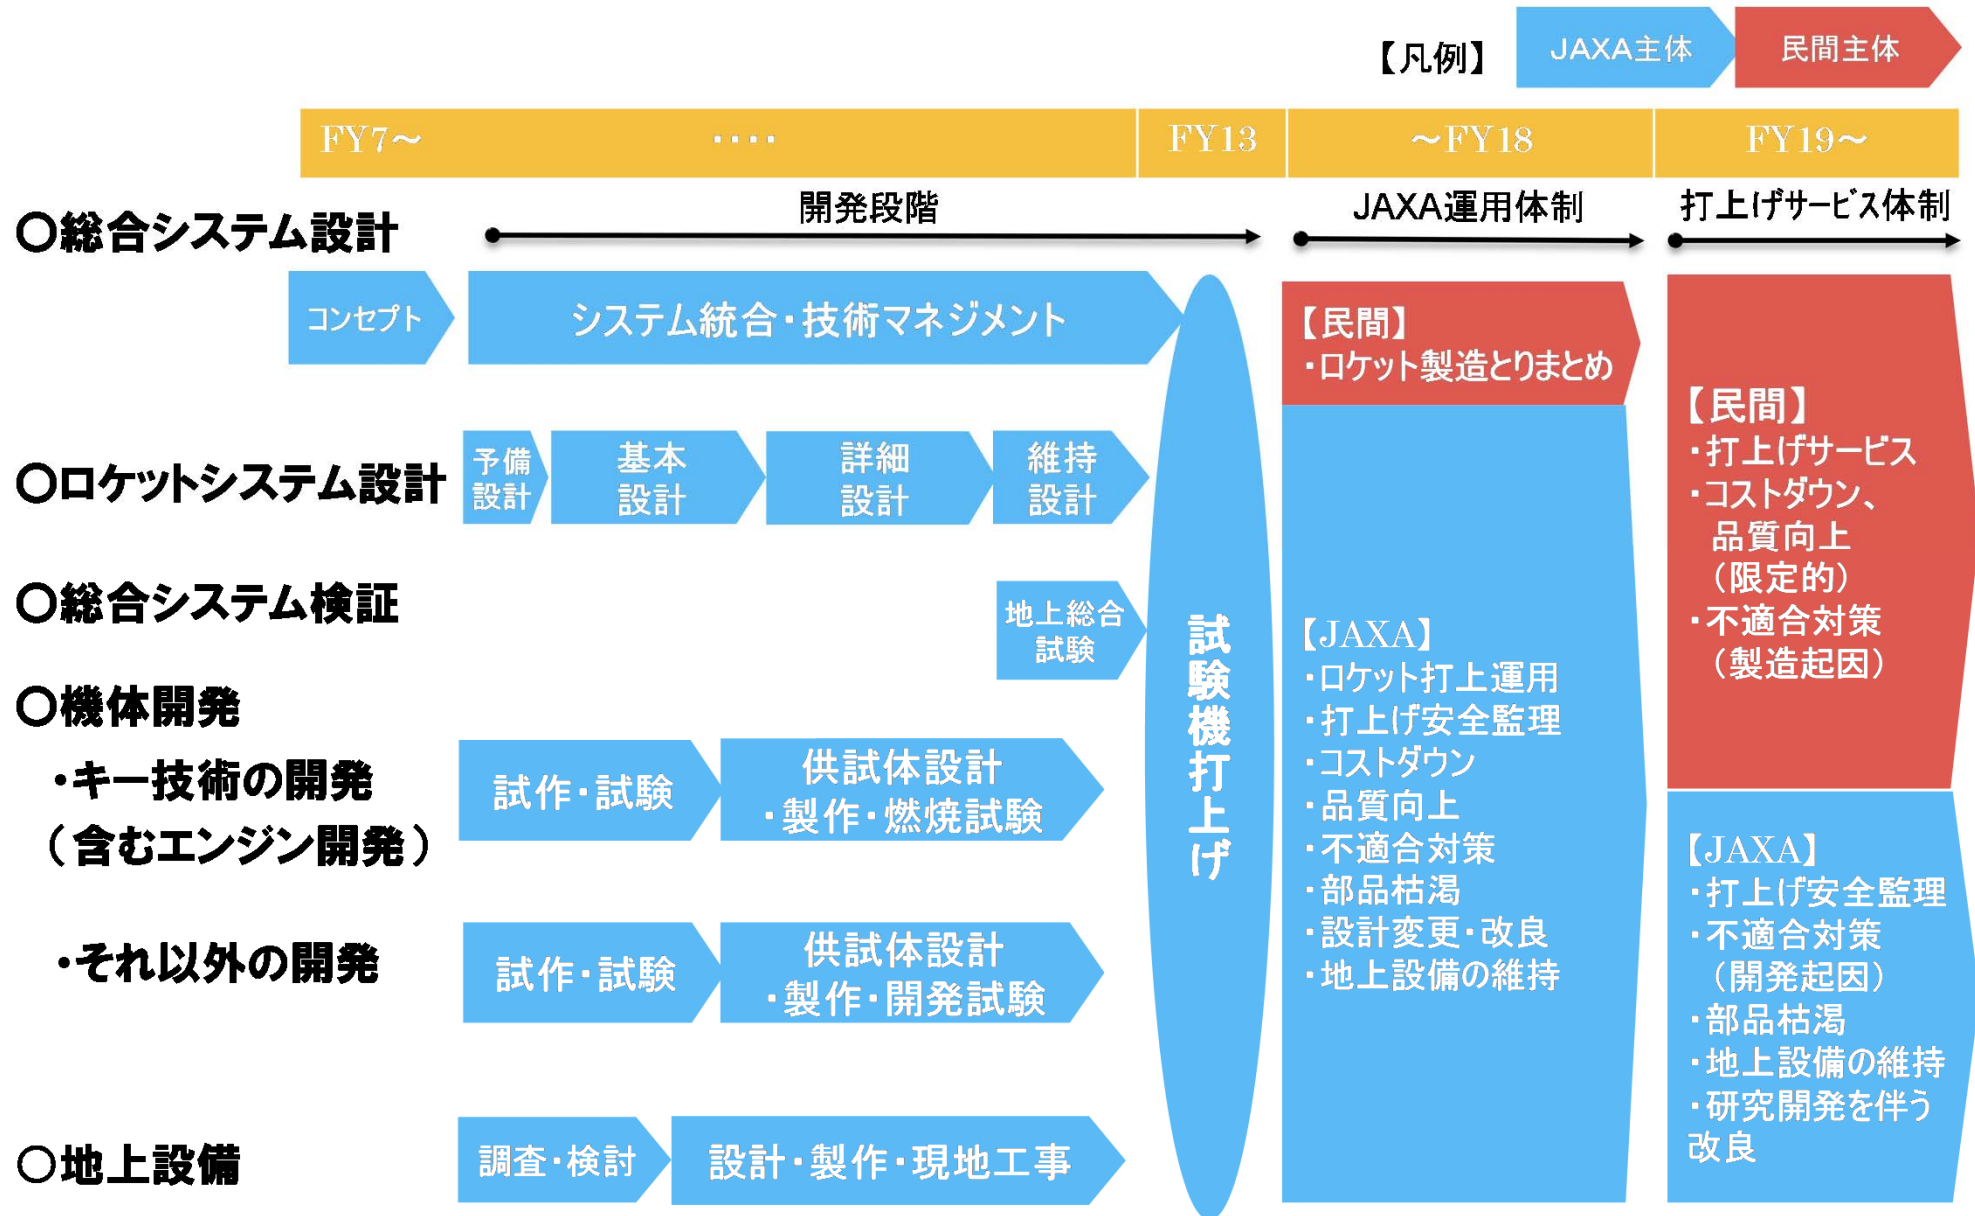 【凡例】
JAXA主体
民間主体
FY7～
‥‥
FY13
～FY18
FY19～
開発段階
JAXA運用体制
打上げサービス体制
○総合システム設計
コンセプト
システム統合・技術マネジメント
○ロケットシステム設計
予備
設計
基本
設計
詳細
設計
維持
設計
○総合システム検証
地上総合
試験
○機体開発
・キー技術の開発
（含むエンジン開発）
試作・試験
供試体設計
・製作・燃焼試験
・それ以外の開発
試作・試験
供試体設計
・製作・開発試験
○地上設備
調査・検討
設計・製作・現地工事
試験機打上げ
【民間】
・ロケット製造とりまとめ
【JAXA】
・ロケット打上運用
・打上げ安全監理
・コストダウン
・品質向上
・不適合対策
・部品枯渇
・設計変更・改良
・地上設備の維持
【民間】
・打上げサービス
・コストダウン、
品質向上
（限定的）
・不適合対策
（製造起因）
【JAXA】
・打上げ安全監理
・不適合対策
（開発起因）
・部品枯渇
・地上設備の維持
・研究開発を伴う
改良